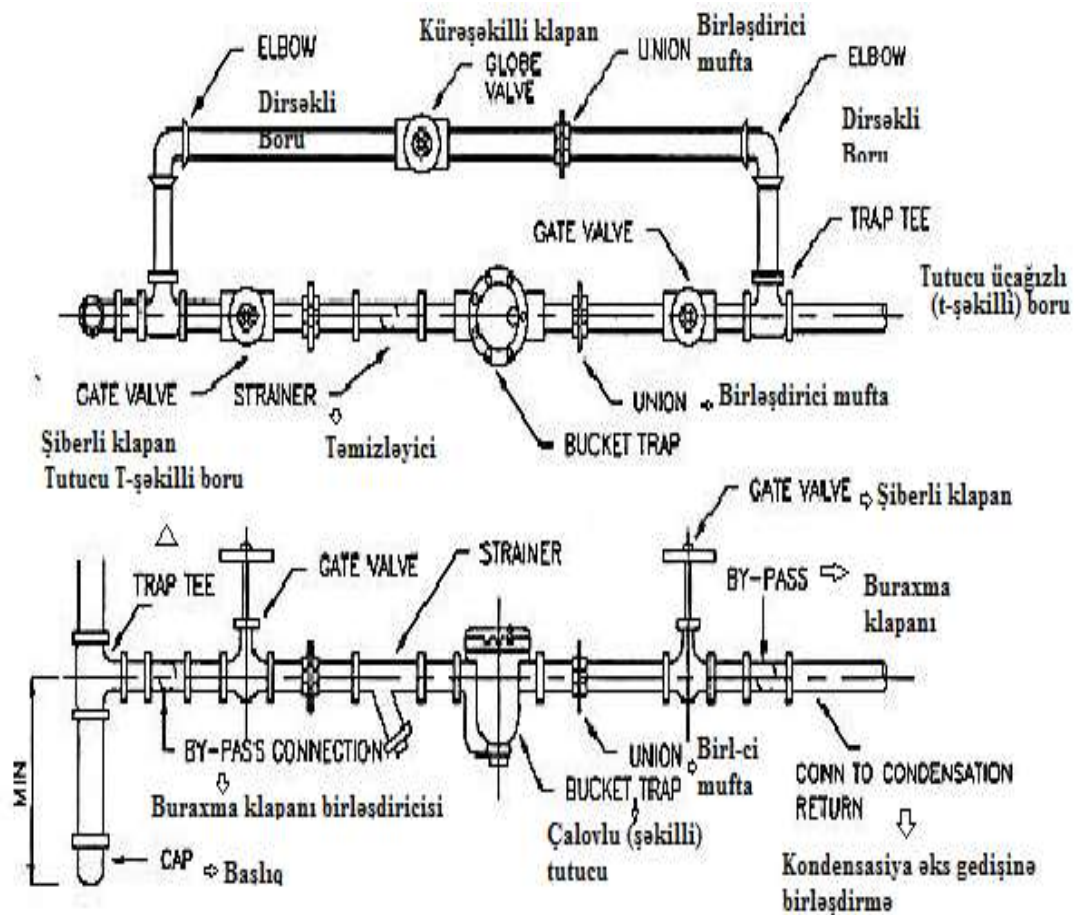 ELBOW
Dirsəkli
Boru
Kürəşəkilli klapan
GLOBE
VALVE
UNION
Birləşdirici
mufta
ELBOW
Dirsəkli
Boru
GATE VALVE
TRAP TEE
Tutucu üçağızlı
(t-şəkilli) boru
GATE VALVE
Şiberli klapan
Tutucu T-şəkilli boru
STRAINER
Təmizləyici
UNION
Birləşdirici mufta
BUCKET TRAP
GATE VALVE
Şiberli klapan
TRAP TEE
GATE VALVE
STRAINER
BY-PASS
Buraxma
klapanı
MIN
BY-PASS CONNECTION
Buraxma klapanı birləşdiricisi
UNION
Birl-ci
mufta
BUCKET TRAP
Çalovlu (şəkilli)
tutucu
CONN TO CONDENSATION
RETURN
Kondensasiya əks gedişinə
birləşdirmə
CAP
Başlıq